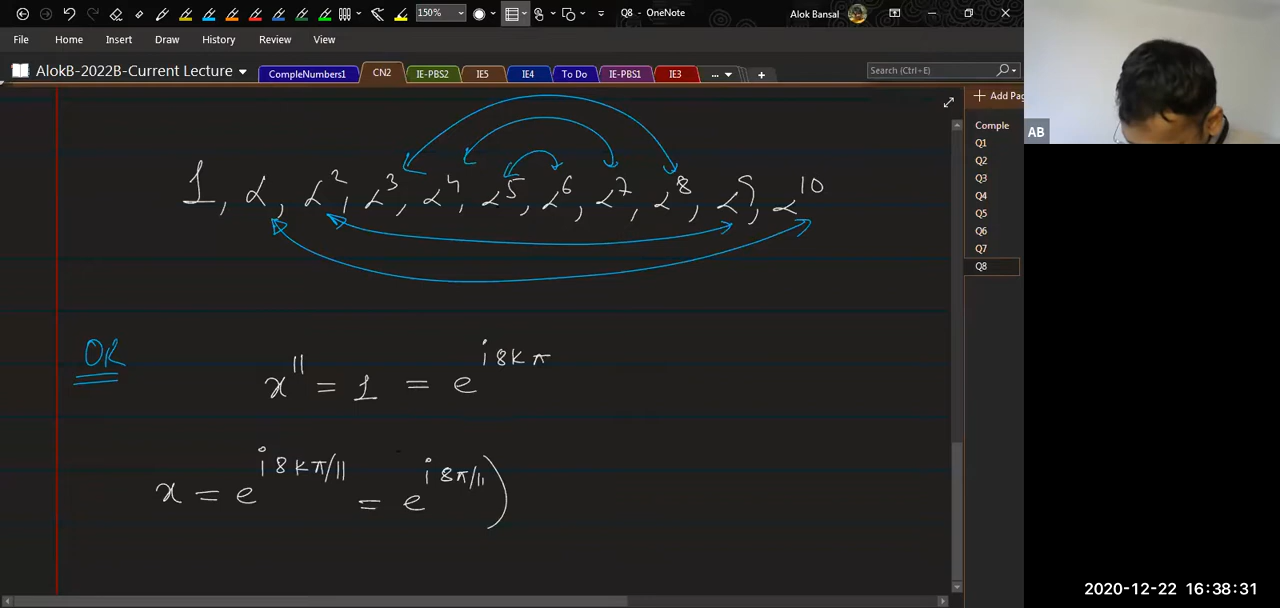 150%
Q8 - OneNote
Alok Bansal
File Home Insert Draw History Review View
AlokB-2022B-Current Lecture
CompleNumbers1 CN2 IE-PBS2 IE5 IE4 To Do IE-PBS1 IE3 ...
Search (Ctrl+E)
Add Pag
AB
Comple
Q1
Q2
Q3
Q4
Q5
Q6
Q7
Q8
1, α, α², α³, α⁴, α⁵, α⁶, α⁷, α⁸, α⁹, α¹⁰
OR
x^11 = 1 = e^i8kπ
x = e^i8kπ/11 = e^i8π/11)
2020-12-22 16:38:31